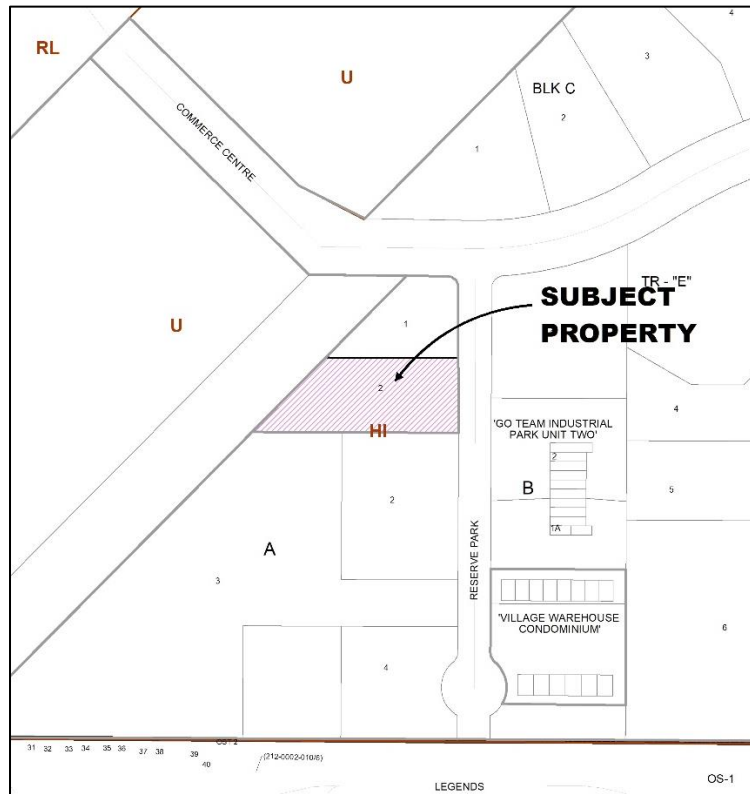 RL
U
4
3
BLK C
2
1
COMMERCE CENTRE
TR - "E"
SUBJECT
PROPERTY
U
1
2
HI
'GO TEAM INDUSTRIAL
PARK UNIT TWO'
4
2
B
5
1A
2
A
3
RESERVE PARK
'VILLAGE WAREHOUSE
CONDOMINIUM'
6
4
31 32 33 34 35 36 37 38 39
40
(212-0002-010/6)
LEGENDS
OS-1